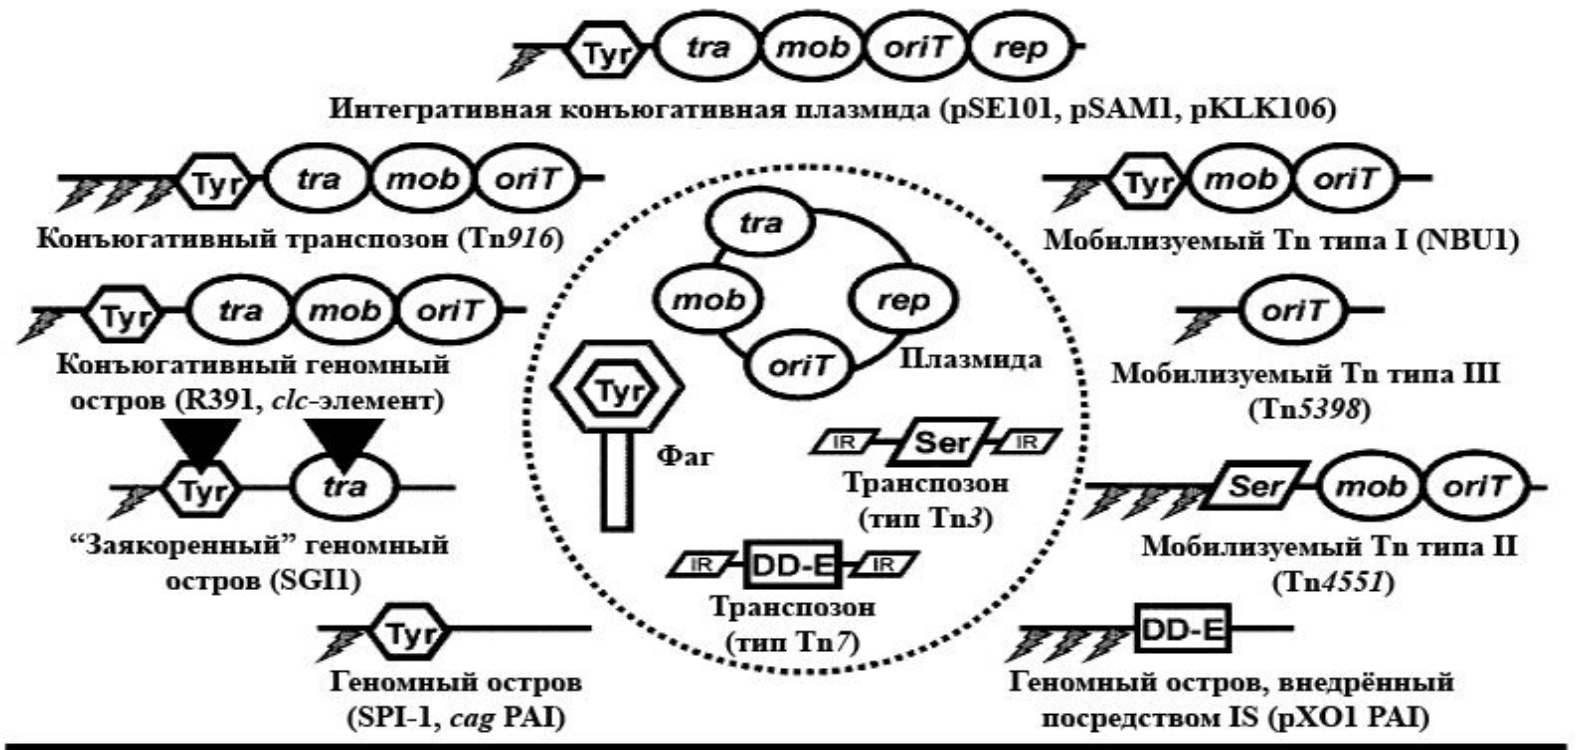 Tyr tra mob oriT rep
Интегративная конъюгативная плазмида (pSE101, pSAM1, pKLK106)
Tyr tra mob oriT
Конъюгативный транспозон (Tn916)
Tyr mob oriT
Мобилизуемый Tn типа I (NBU1)
Tyr tra mob oriT
Конъюгативный геномный
остров (R391, clc-элемент)
oriT
Мобилизуемый Tn типа III
(Tn5398)
tra
mob
rep
oriT
Плазмида
Tyr
Фаг
IR Ser IR
Транспозон
(тип Tn3)
IR DD-E IR
Транспозон
(тип Tn7)
Tyr tra
“Заякоренный” геномный
остров (SGI1)
Ser mob oriT
Мобилизуемый Tn типа II
(Tn4551)
Tyr
Геномный остров
(SPI-1, cag PAI)
DD-E
Геномный остров, внедрённый
посредством IS (pXO1 PAI)